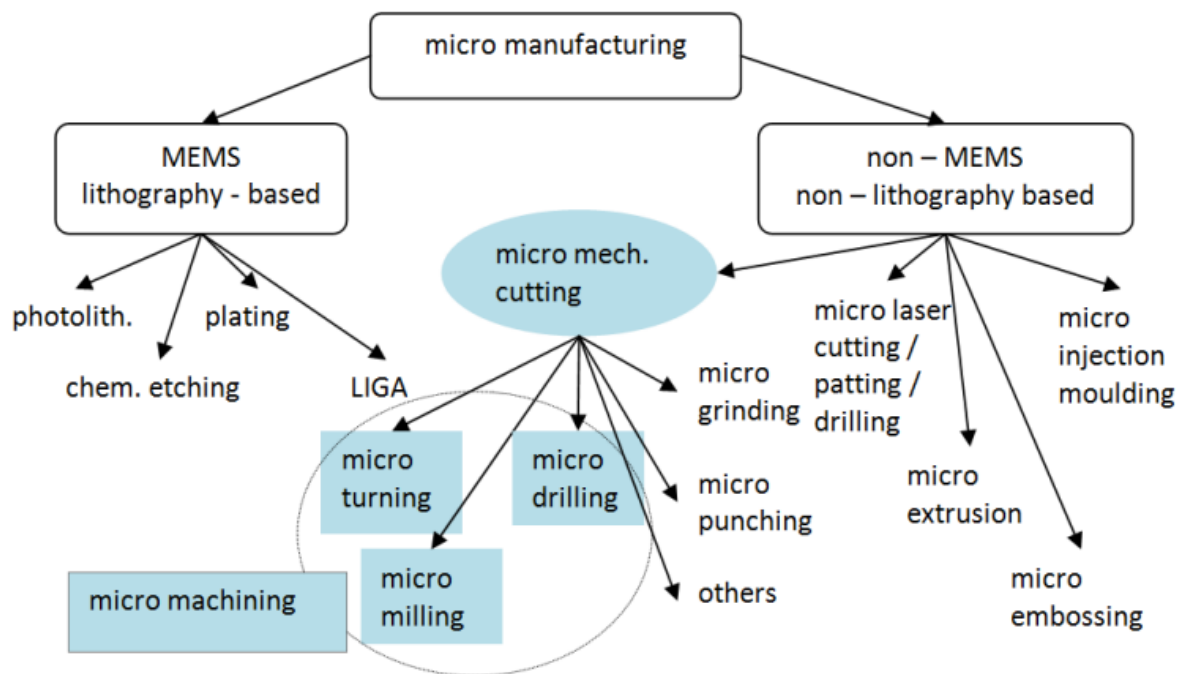 micro manufacturing
MEMS
lithography - based
non – MEMS
non – lithography based
micro mech.
cutting
photolith.
plating
chem. etching
LIGA
micro laser
cutting /
patting /
drilling
micro
injection
moulding
micro
grinding
micro
turning
micro
drilling
micro
punching
micro
extrusion
micro machining
micro
milling
others
micro
embossing